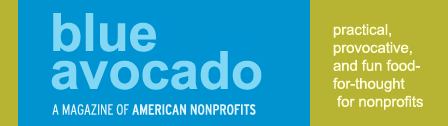 blue
avocado
A MAGAZINE OF AMERICAN NONPROFITS
practical,
provocative,
and fun food-
for-thought
for nonprofits